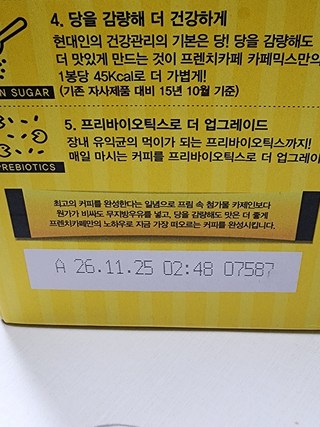 4. 당을 감량해 더 건강하게
현대인의 건강관리의 기본은 당! 당을 감량해도
더 맛있게 만드는 것이 프렌치카페 카페믹스만의
1봉당 45Kcal로 더 가볍게!
N SUGAR
(기존 자사제품 대비 15년 10월 기준)
5. 프리바이오틱스로 더 업그레이드
장내 유익균의 먹이가 되는 프리바이오틱스까지!
매일 마시는 커피를 프리바이오틱스로 더 업그레이
PREBIOTICS
최고의 커피를 완성한다는 일념으로 프림 속 첨가물 카제인보다
원가가 비싸도 무지방우유를 넣고, 당을 감량해도 맛은 더 좋게
프렌치카페만의 노하우로 지금 가장 떠오르는 커피를 완성시킵니다.
A 26.11.25 02:48 07587